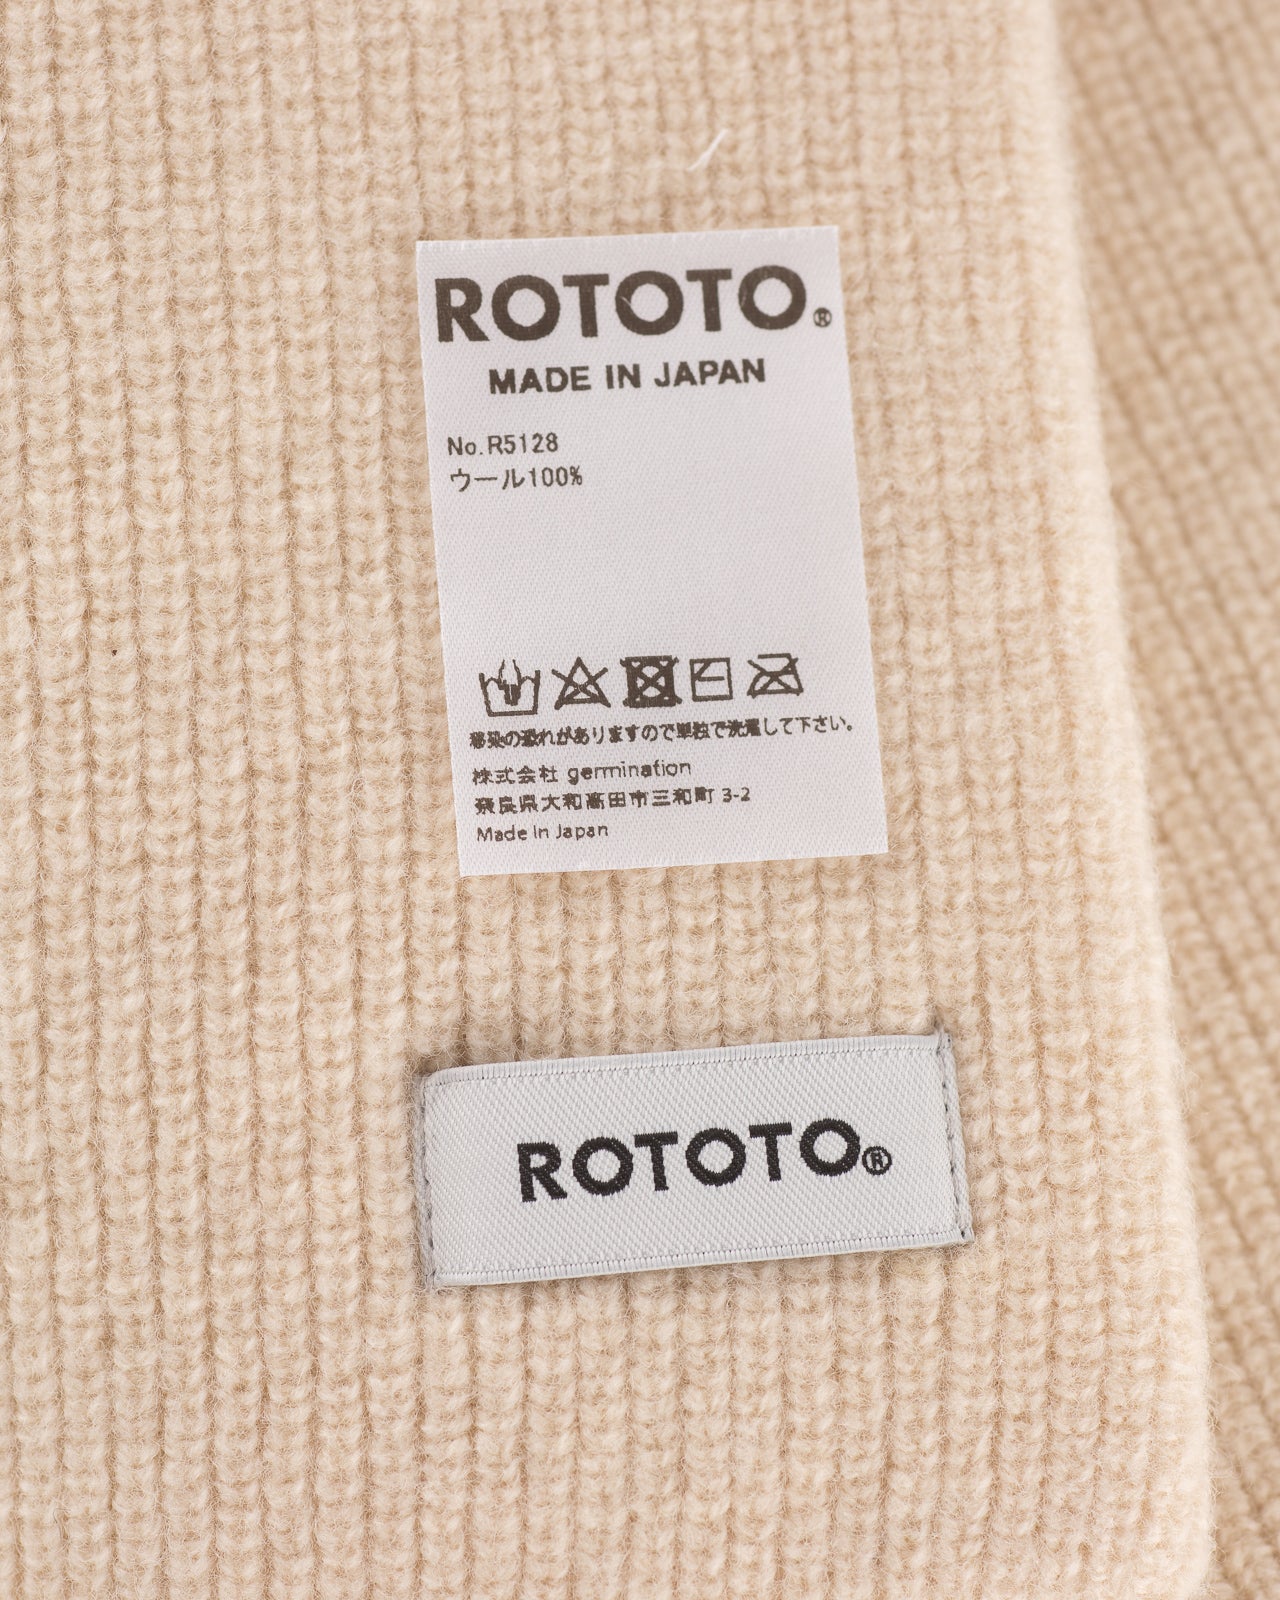 ROTOTO®
MADE IN JAPAN
No.R5128
ウール100%
移染の恐れがありますので単独で洗濯して下さい。
株式会社 germination
奈良県大和高田市三和町 3-2
Made in Japan
ROTOTO®